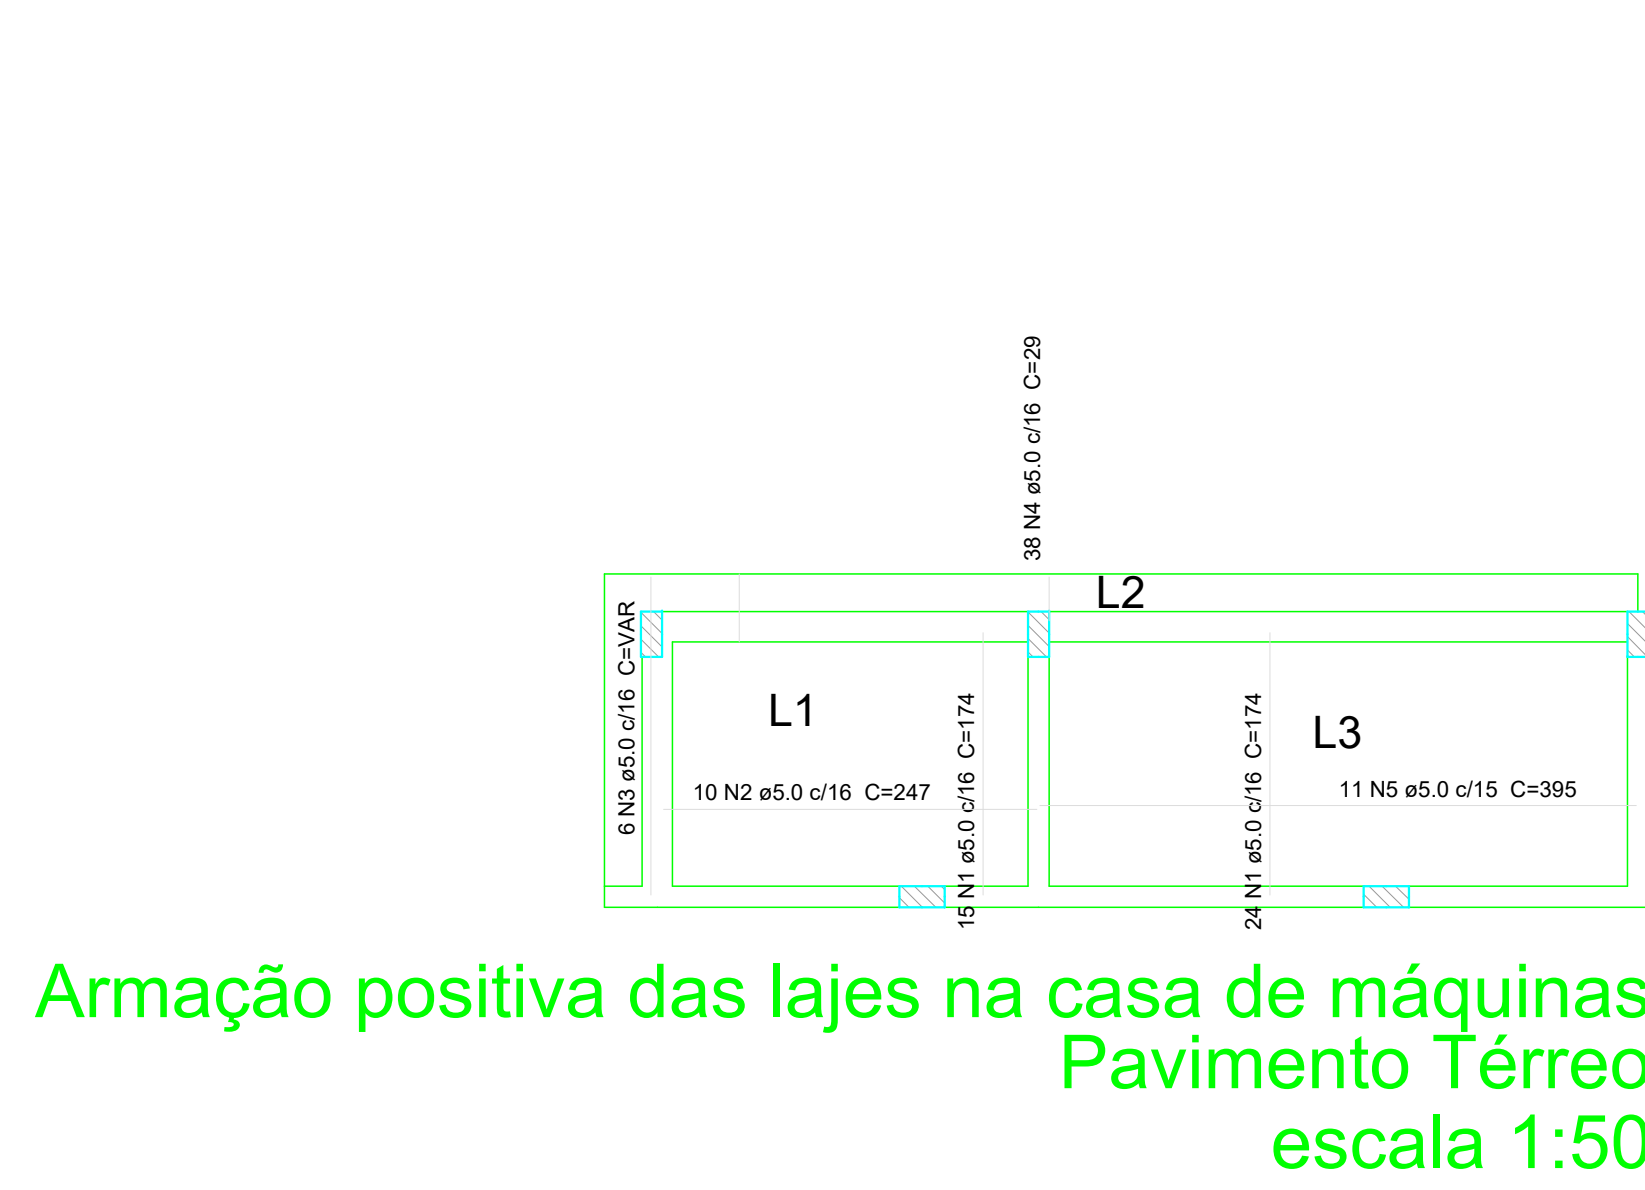 38 N4 ø5.0 c/16 C=29
L2
6 N3 ø5.0 c/16 C=VAR
L1
15 N1 ø5.0 c/16 C=174
24 N1 ø5.0 c/16 C=174
L3
10 N2 ø5.0 c/16 C=247
11 N5 ø5.0 c/15 C=395
Armação positiva das lajes na casa de máquinas
Pavimento Térreo
escala 1:50